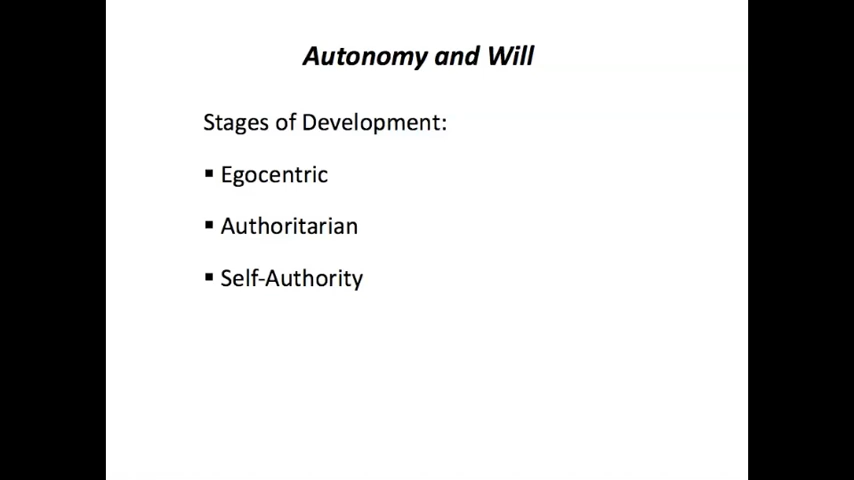 Autonomy and Will
Stages of Development:
▪ Egocentric
▪ Authoritarian
▪ Self-Authority